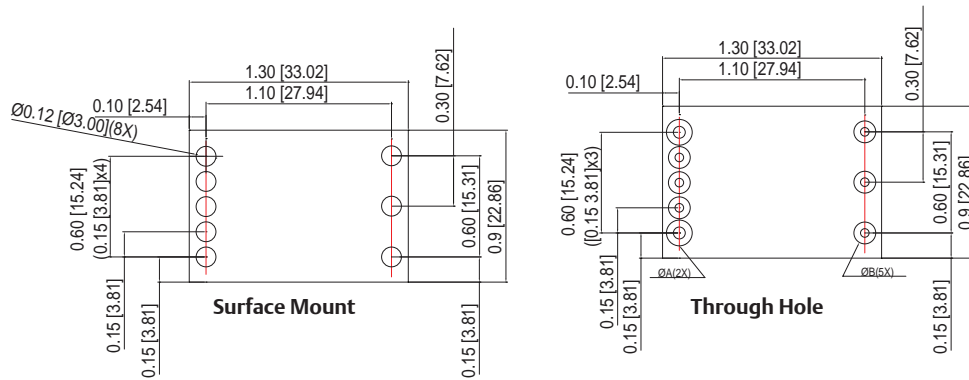 1.30 [33.02]
1.10 [27.94]
0.10 [2.54]
0.30 [7.62]
Ø0.12 [Ø3.00](8X)
0.60 [15.24]
(0.15 [3.81]x4)
0.60 [15.31]
0.9 [22.86]
0.15 [3.81]
0.15 [3.81]
0.15 [3.81]
Surface Mount
1.30 [33.02]
1.10 [27.94]
0.10 [2.54]
0.30 [7.62]
0.60 [15.24]
([0.15 3.81]x3)
0.60 [15.31]
0.9 [22.86]
ØA(2X)
ØB(5X)
0.15 [3.81]
0.15 [3.81]
0.15 [3.81]
Through Hole